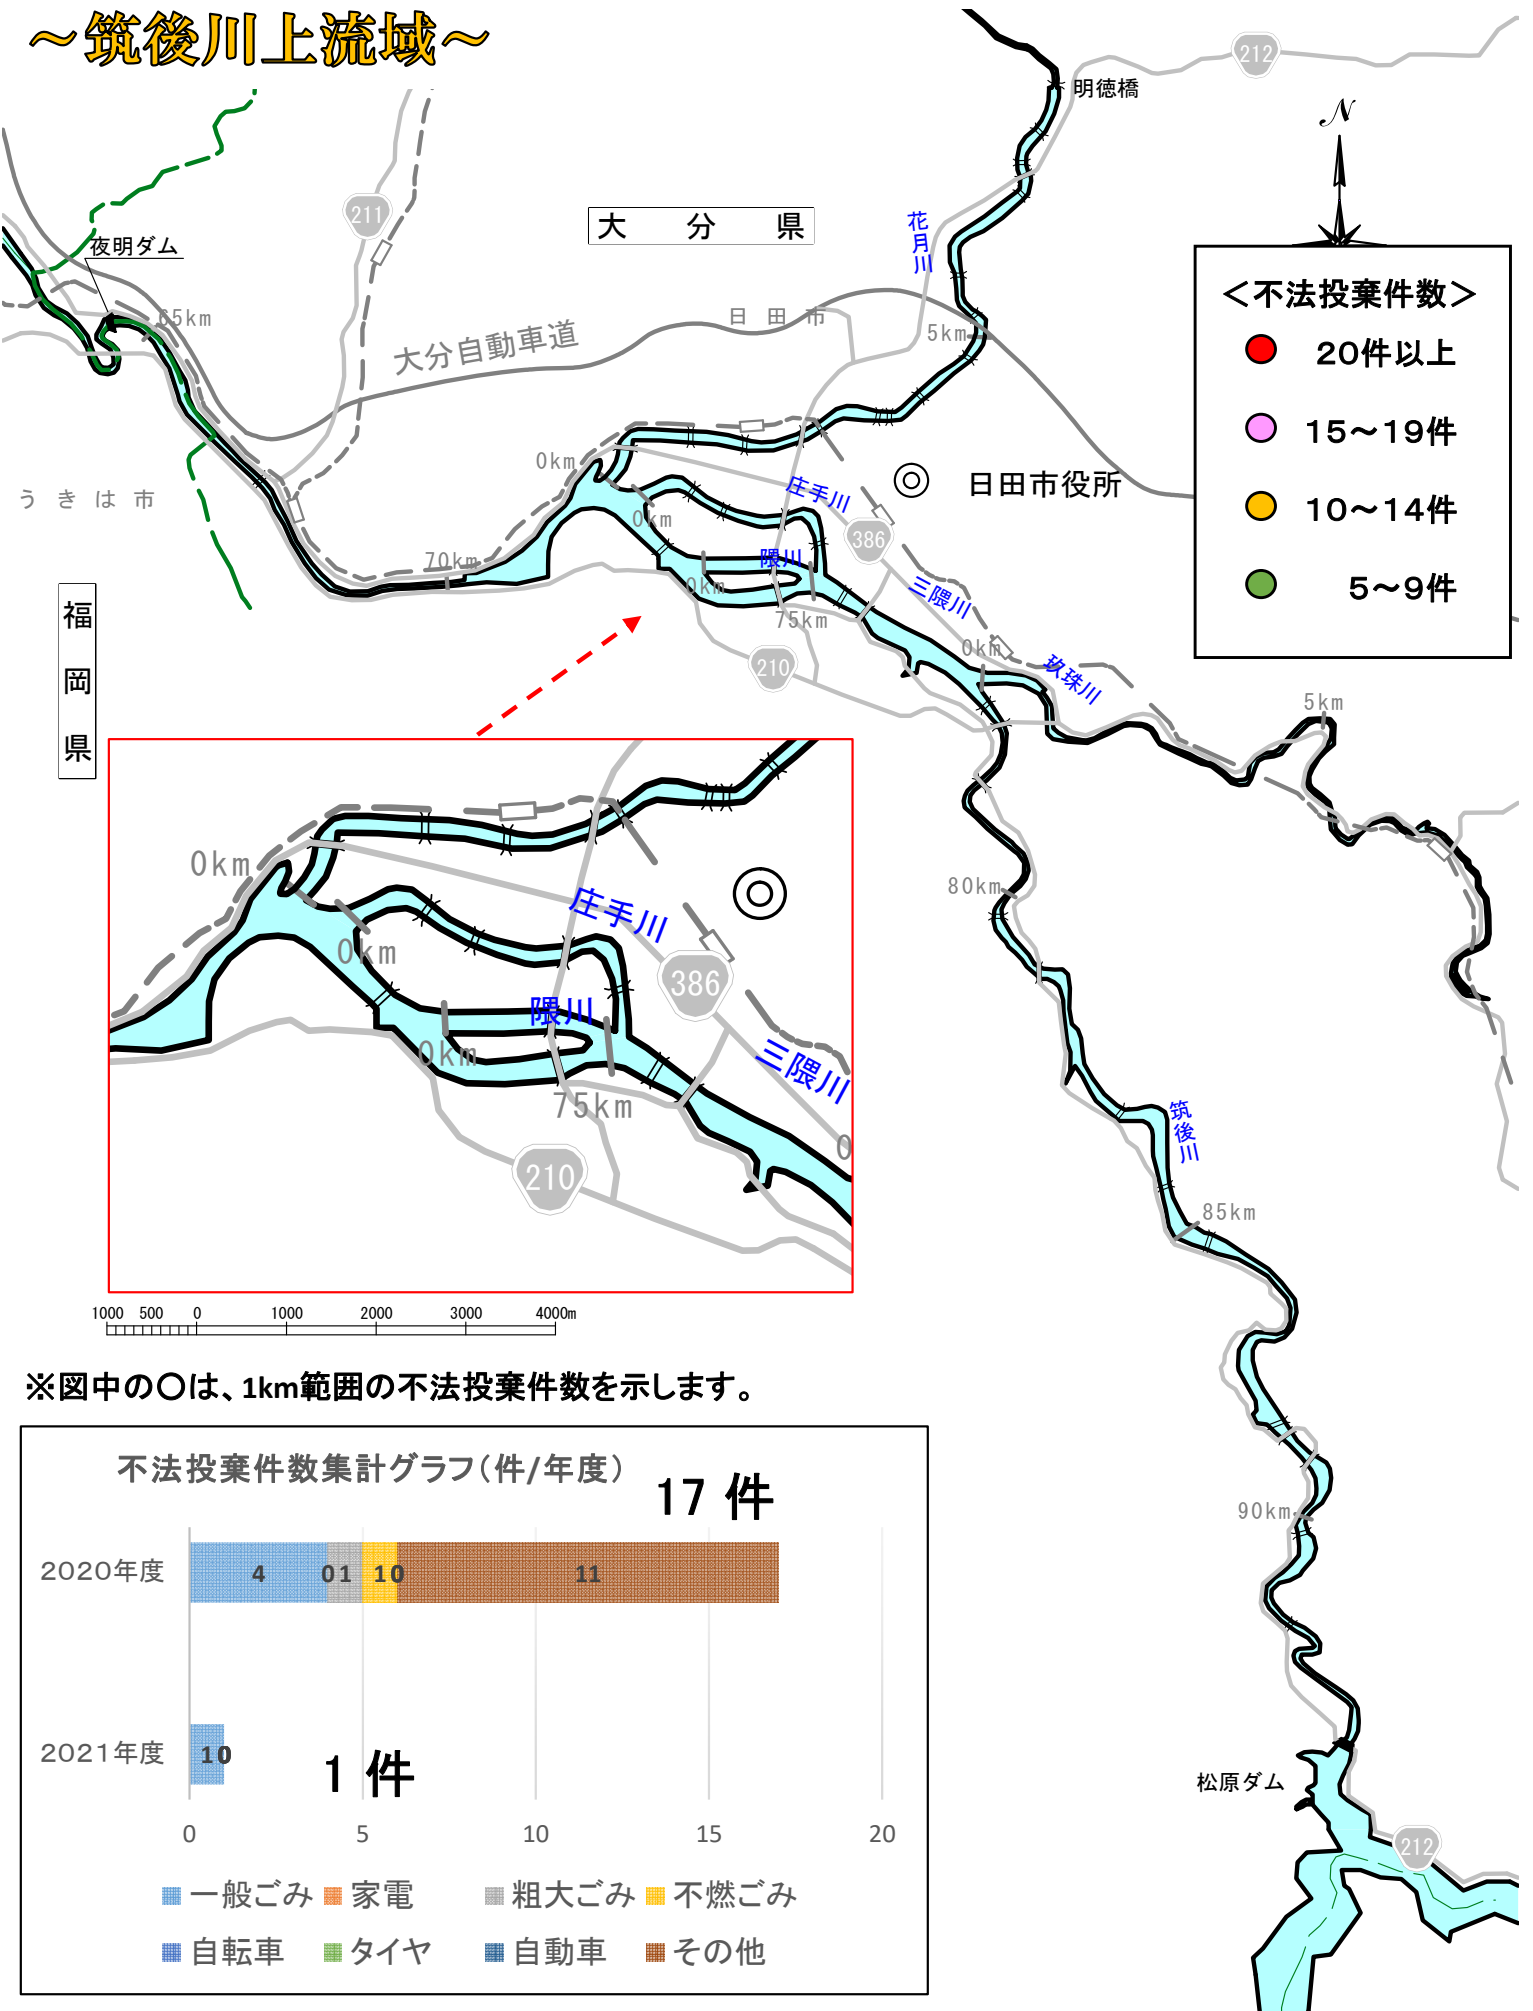 ～筑後川上流域～
212
明徳橋
N
211
大分県
花月川
夜明ダム
65km
日田市
大分自動車道
5km
＜不法投棄件数＞
20件以上
15～19件
10～14件
5～9件
0km
うきは市
庄手川
日田市役所
0km
386
70km
隈川
0km
三隈川
75km
福岡県
210
0km
玖珠川
5km
0km
庄手川
0km
386
隈川
0km
三隈川
75km
0
210
80km
筑後川
85km
1000 500 0 1000 2000 3000 4000m
※図中の〇は、1km範囲の不法投棄件数を示します。
不法投棄件数集計グラフ（件/年度）
17 件
90km
2020年度
4 0 1 1 0 11
2021年度
1 0
1 件
松原ダム
0 5 10 15 20
212
一般ごみ 家電 粗大ごみ 不燃ごみ
自転車 タイヤ 自動車 その他